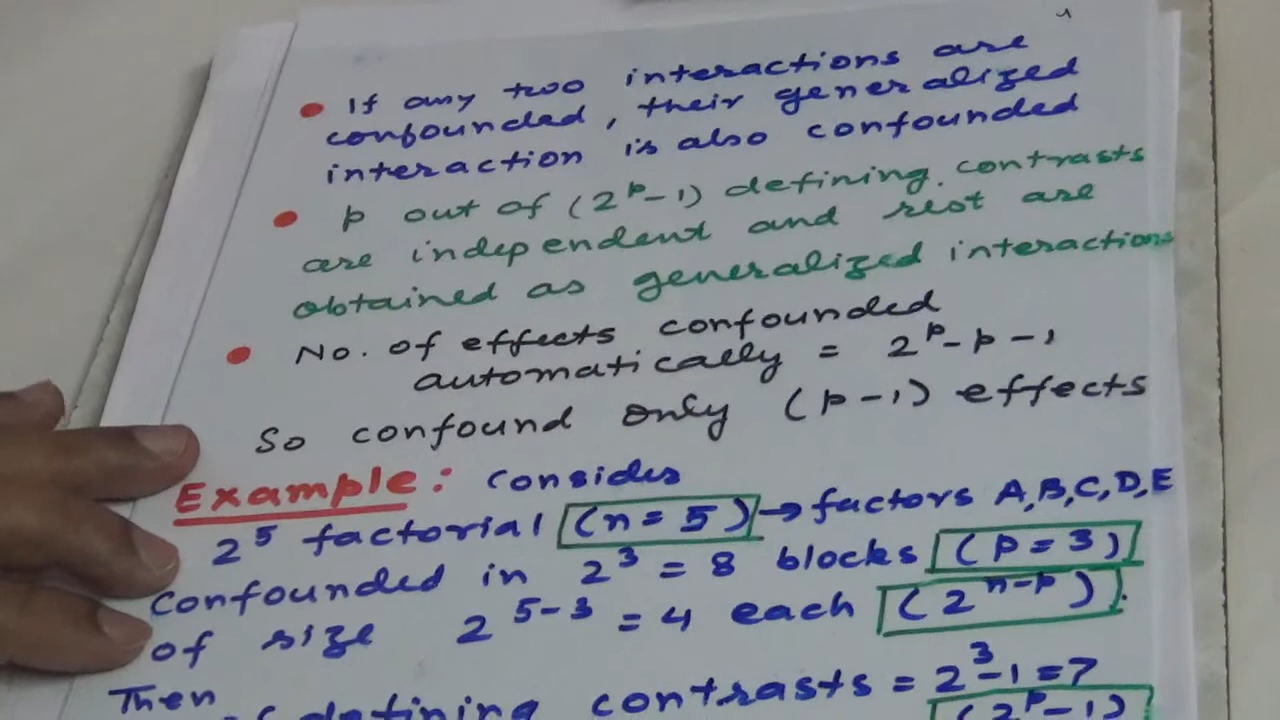 • If any two interactions are
confounded, their generalized
interaction is also confounded
• p out of (2^p-1) defining contrasts
are independent and rest are
obtained as generalized interactions
• No. of effects confounded
automatically = 2^p-p-1
So confound only (p-1) effects
Example: Consider
2^5 factorial (n=5) → factors A,B,C,D,E
confounded in 2^3 = 8 blocks (p=3)
of size 2^5-3 = 4 each (2^n-p).
Then
defining contrasts = 2^3-1=7
(2^p-1)